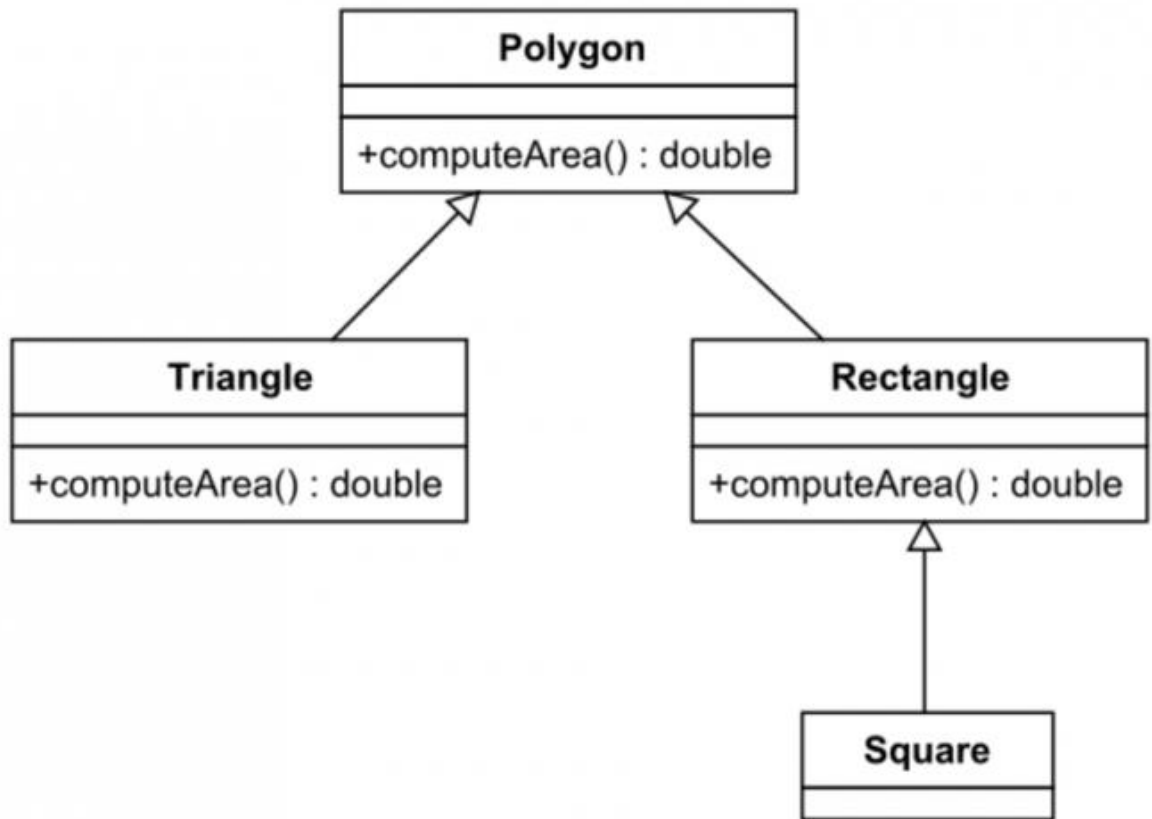 Polygon
+computeArea() : double
Triangle
+computeArea() : double
Rectangle
+computeArea() : double
Square